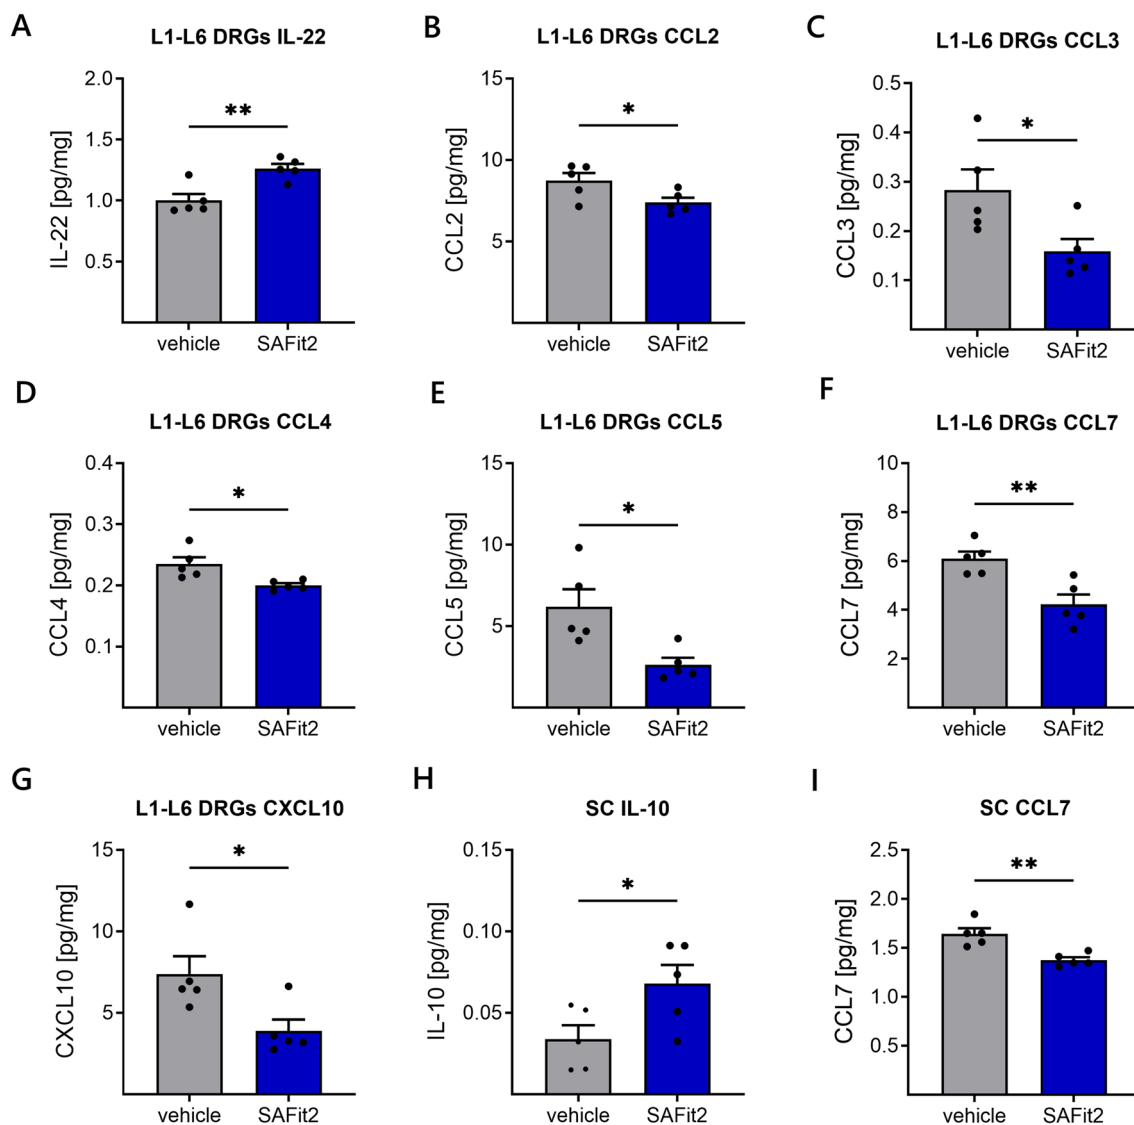 A
L1-L6 DRGs IL-22
IL-22 [pg/mg]
2.0
1.5
1.0
0.5
**
vehicle
SAFit2
B
L1-L6 DRGs CCL2
CCL2 [pg/mg]
15
10
5
*
vehicle
SAFit2
C
L1-L6 DRGs CCL3
CCL3 [pg/mg]
0.5
0.4
0.3
0.2
0.1
*
vehicle
SAFit2
D
L1-L6 DRGs CCL4
CCL4 [pg/mg]
0.4
0.3
0.2
0.1
*
vehicle
SAFit2
E
L1-L6 DRGs CCL5
CCL5 [pg/mg]
15
10
5
*
vehicle
SAFit2
F
L1-L6 DRGs CCL7
CCL7 [pg/mg]
10
8
6
4
2
**
vehicle
SAFit2
G
L1-L6 DRGs CXCL10
CXCL10 [pg/mg]
15
10
5
*
vehicle
SAFit2
H
SC IL-10
IL-10 [pg/mg]
0.15
0.10
0.05
*
vehicle
SAFit2
I
SC CCL7
CCL7 [pg/mg]
2.5
2.0
1.5
1.0
0.5
**
vehicle
SAFit2